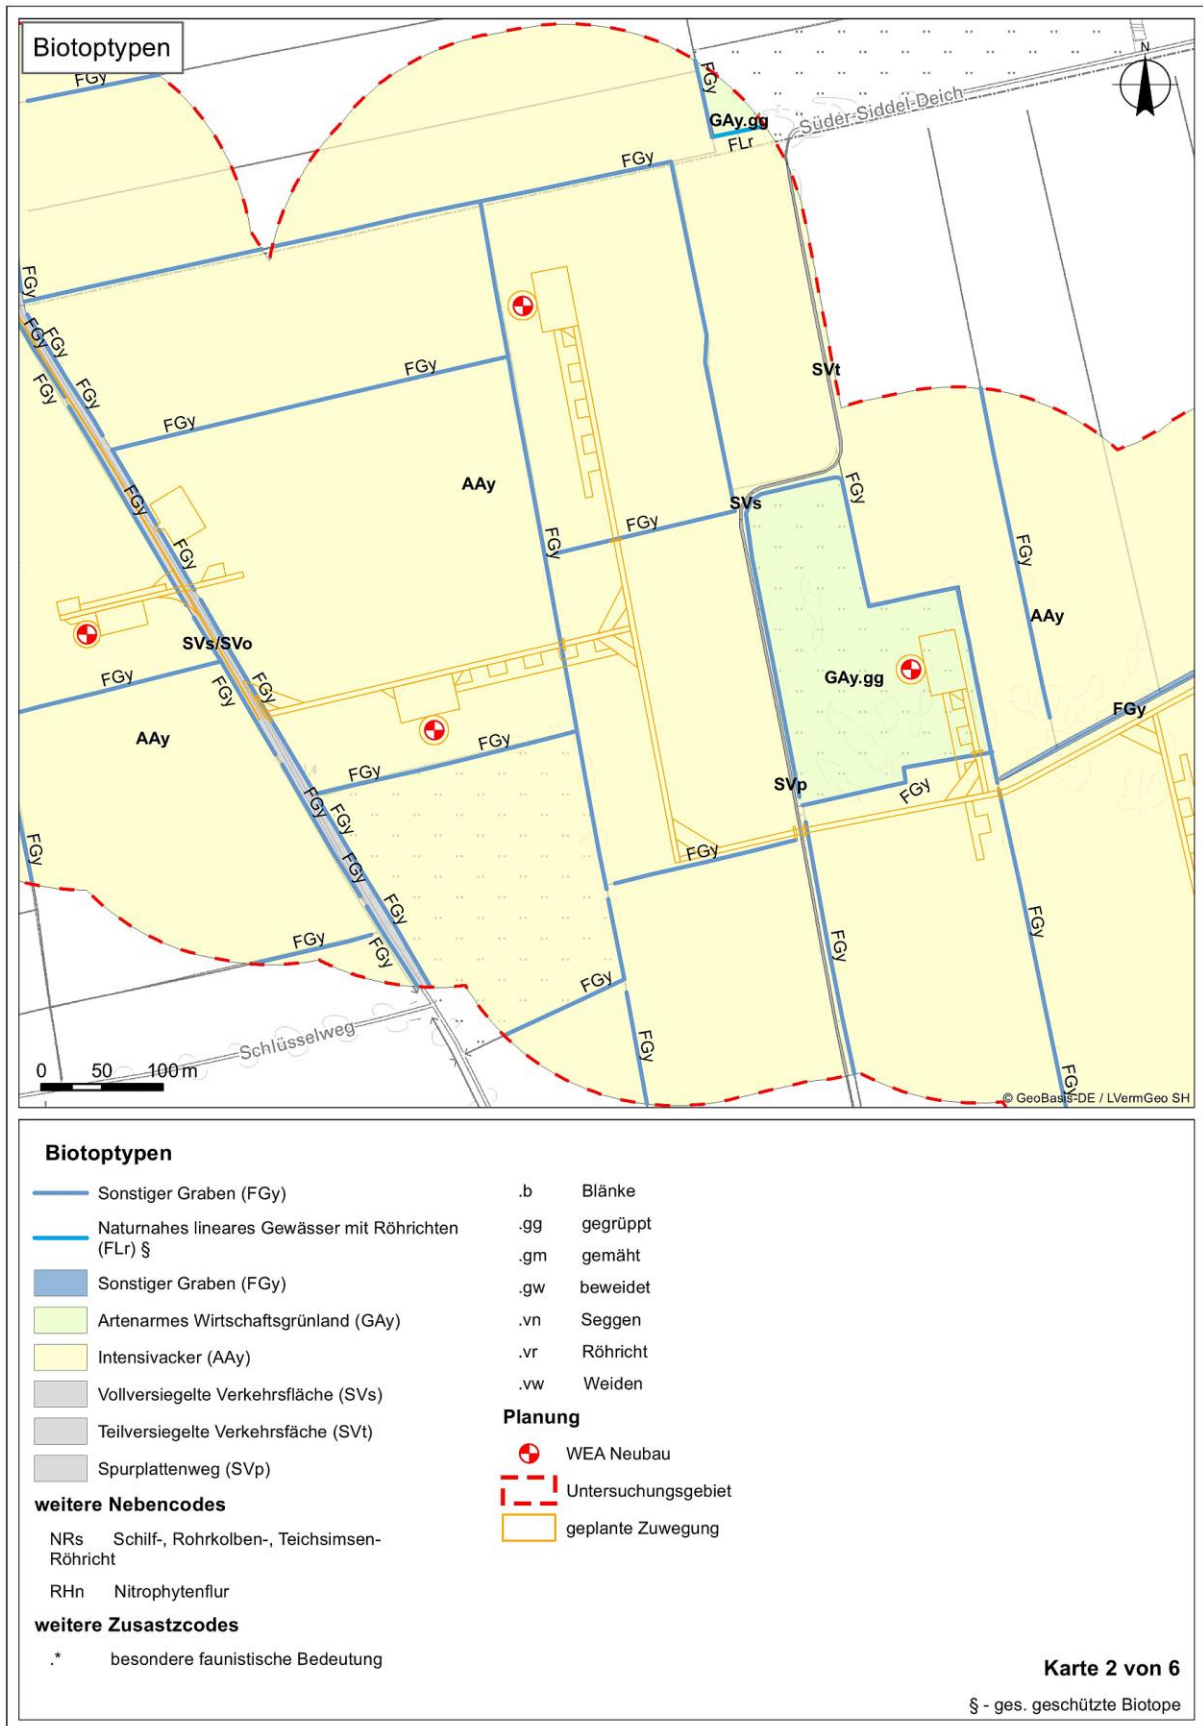 Biotoptypen
FGy
FGy
GAy.gg
FLr
Süder-Siddel-Deich
N
FGy
FGy
FGy
FGy
FGy
FGy
FGy
FGy
SVt
AAy
FGy
SVs
FGy
FGy
FGy
FGy
FGy
AAy
SVs/SVo
FGy
FGy
FGy
GAy.gg
FGy
AAy
FGy
FGy
SVp
FGy
FGy
FGy
FGy
FGy
FGy
FGy
FGy
FGy
FGy
FGy
FGy
FGy
FGy
Schlüsselweg
0 50 100 m
© GeoBasis-DE / LVermGeo SH
Biotoptypen
Sonstiger Graben (FGy)
Naturnahes lineares Gewässer mit Röhrichten
(FLr) §
Sonstiger Graben (FGy)
Artenarmes Wirtschaftsgrünland (GAy)
Intensivacker (AAy)
Vollversiegelte Verkehrsfläche (SVs)
Teilversiegelte Verkehrsfäche (SVt)
Spurplattenweg (SVp)
weitere Nebencodes
NRs Schilf-, Rohrkolben-, Teichsimsen-
Röhricht
RHn Nitrophytenflur
weitere Zusastzcodes
.* besondere faunistische Bedeutung
.b Blänke
.gg gegrüppt
.gm gemäht
.gw beweidet
.vn Seggen
.vr Röhricht
.vw Weiden
Planung
WEA Neubau
Untersuchungsgebiet
geplante Zuwegung
Karte 2 von 6
§ - ges. geschützte Biotope